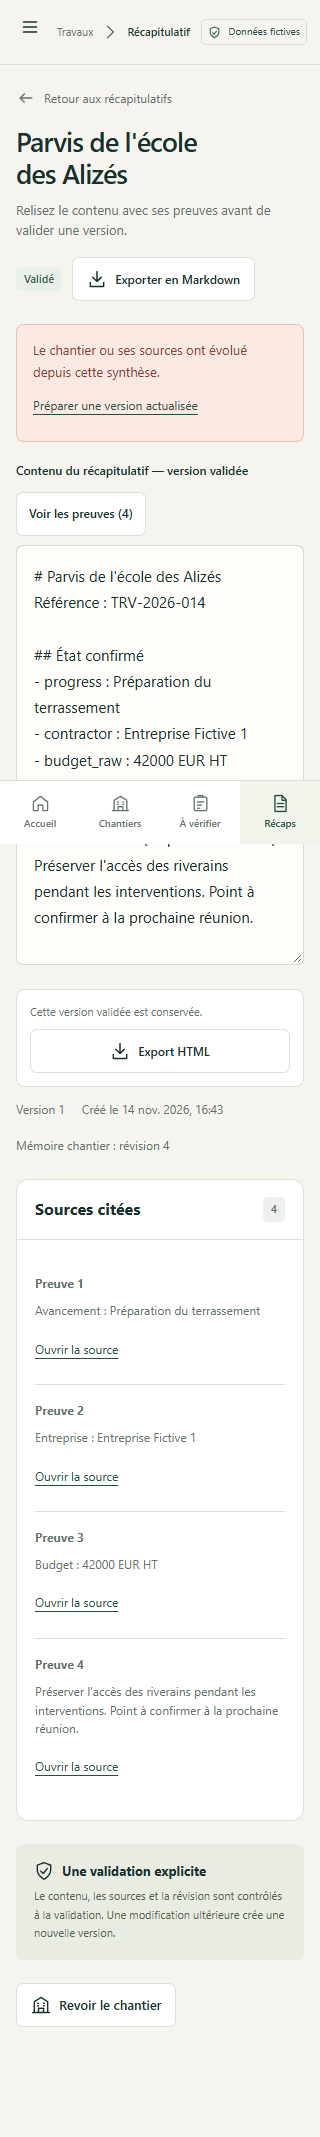 Travaux > Récapitulatif
Données fictives
Retour aux récapitulatifs
Parvis de l'école
des Alizés
Relisez le contenu avec ses preuves avant de
valider une version.
Validé
Exporter en Markdown
Le chantier ou ses sources ont évolué
depuis cette synthèse.
Préparer une version actualisée
Contenu du récapitulatif — version validée
Voir les preuves (4)
# Parvis de l'école des Alizés
Référence : TRV-2026-014
## État confirmé
- progress : Préparation du
terrassement
- contractor : Entreprise Fictive 1
- budget_raw : 42000 EUR HT
Accueil
Chantiers
À vérifier
Récaps
Préserver l'accès des riverains
pendant les interventions. Point à
confirmer à la prochaine réunion.
Cette version validée est conservée.
Export HTML
Version 1
Créé le 14 nov. 2026, 16:43
Mémoire chantier : révision 4
Sources citées
4
Preuve 1
Avancement : Préparation du terrassement
Ouvrir la source
Preuve 2
Entreprise : Entreprise Fictive 1
Ouvrir la source
Preuve 3
Budget : 42000 EUR HT
Ouvrir la source
Preuve 4
Préserver l'accès des riverains pendant les
interventions. Point à confirmer à la prochaine
réunion.
Ouvrir la source
Une validation explicite
Le contenu, les sources et la révision sont contrôlés
à la validation. Une modification ultérieure crée une
nouvelle version.
Revoir le chantier